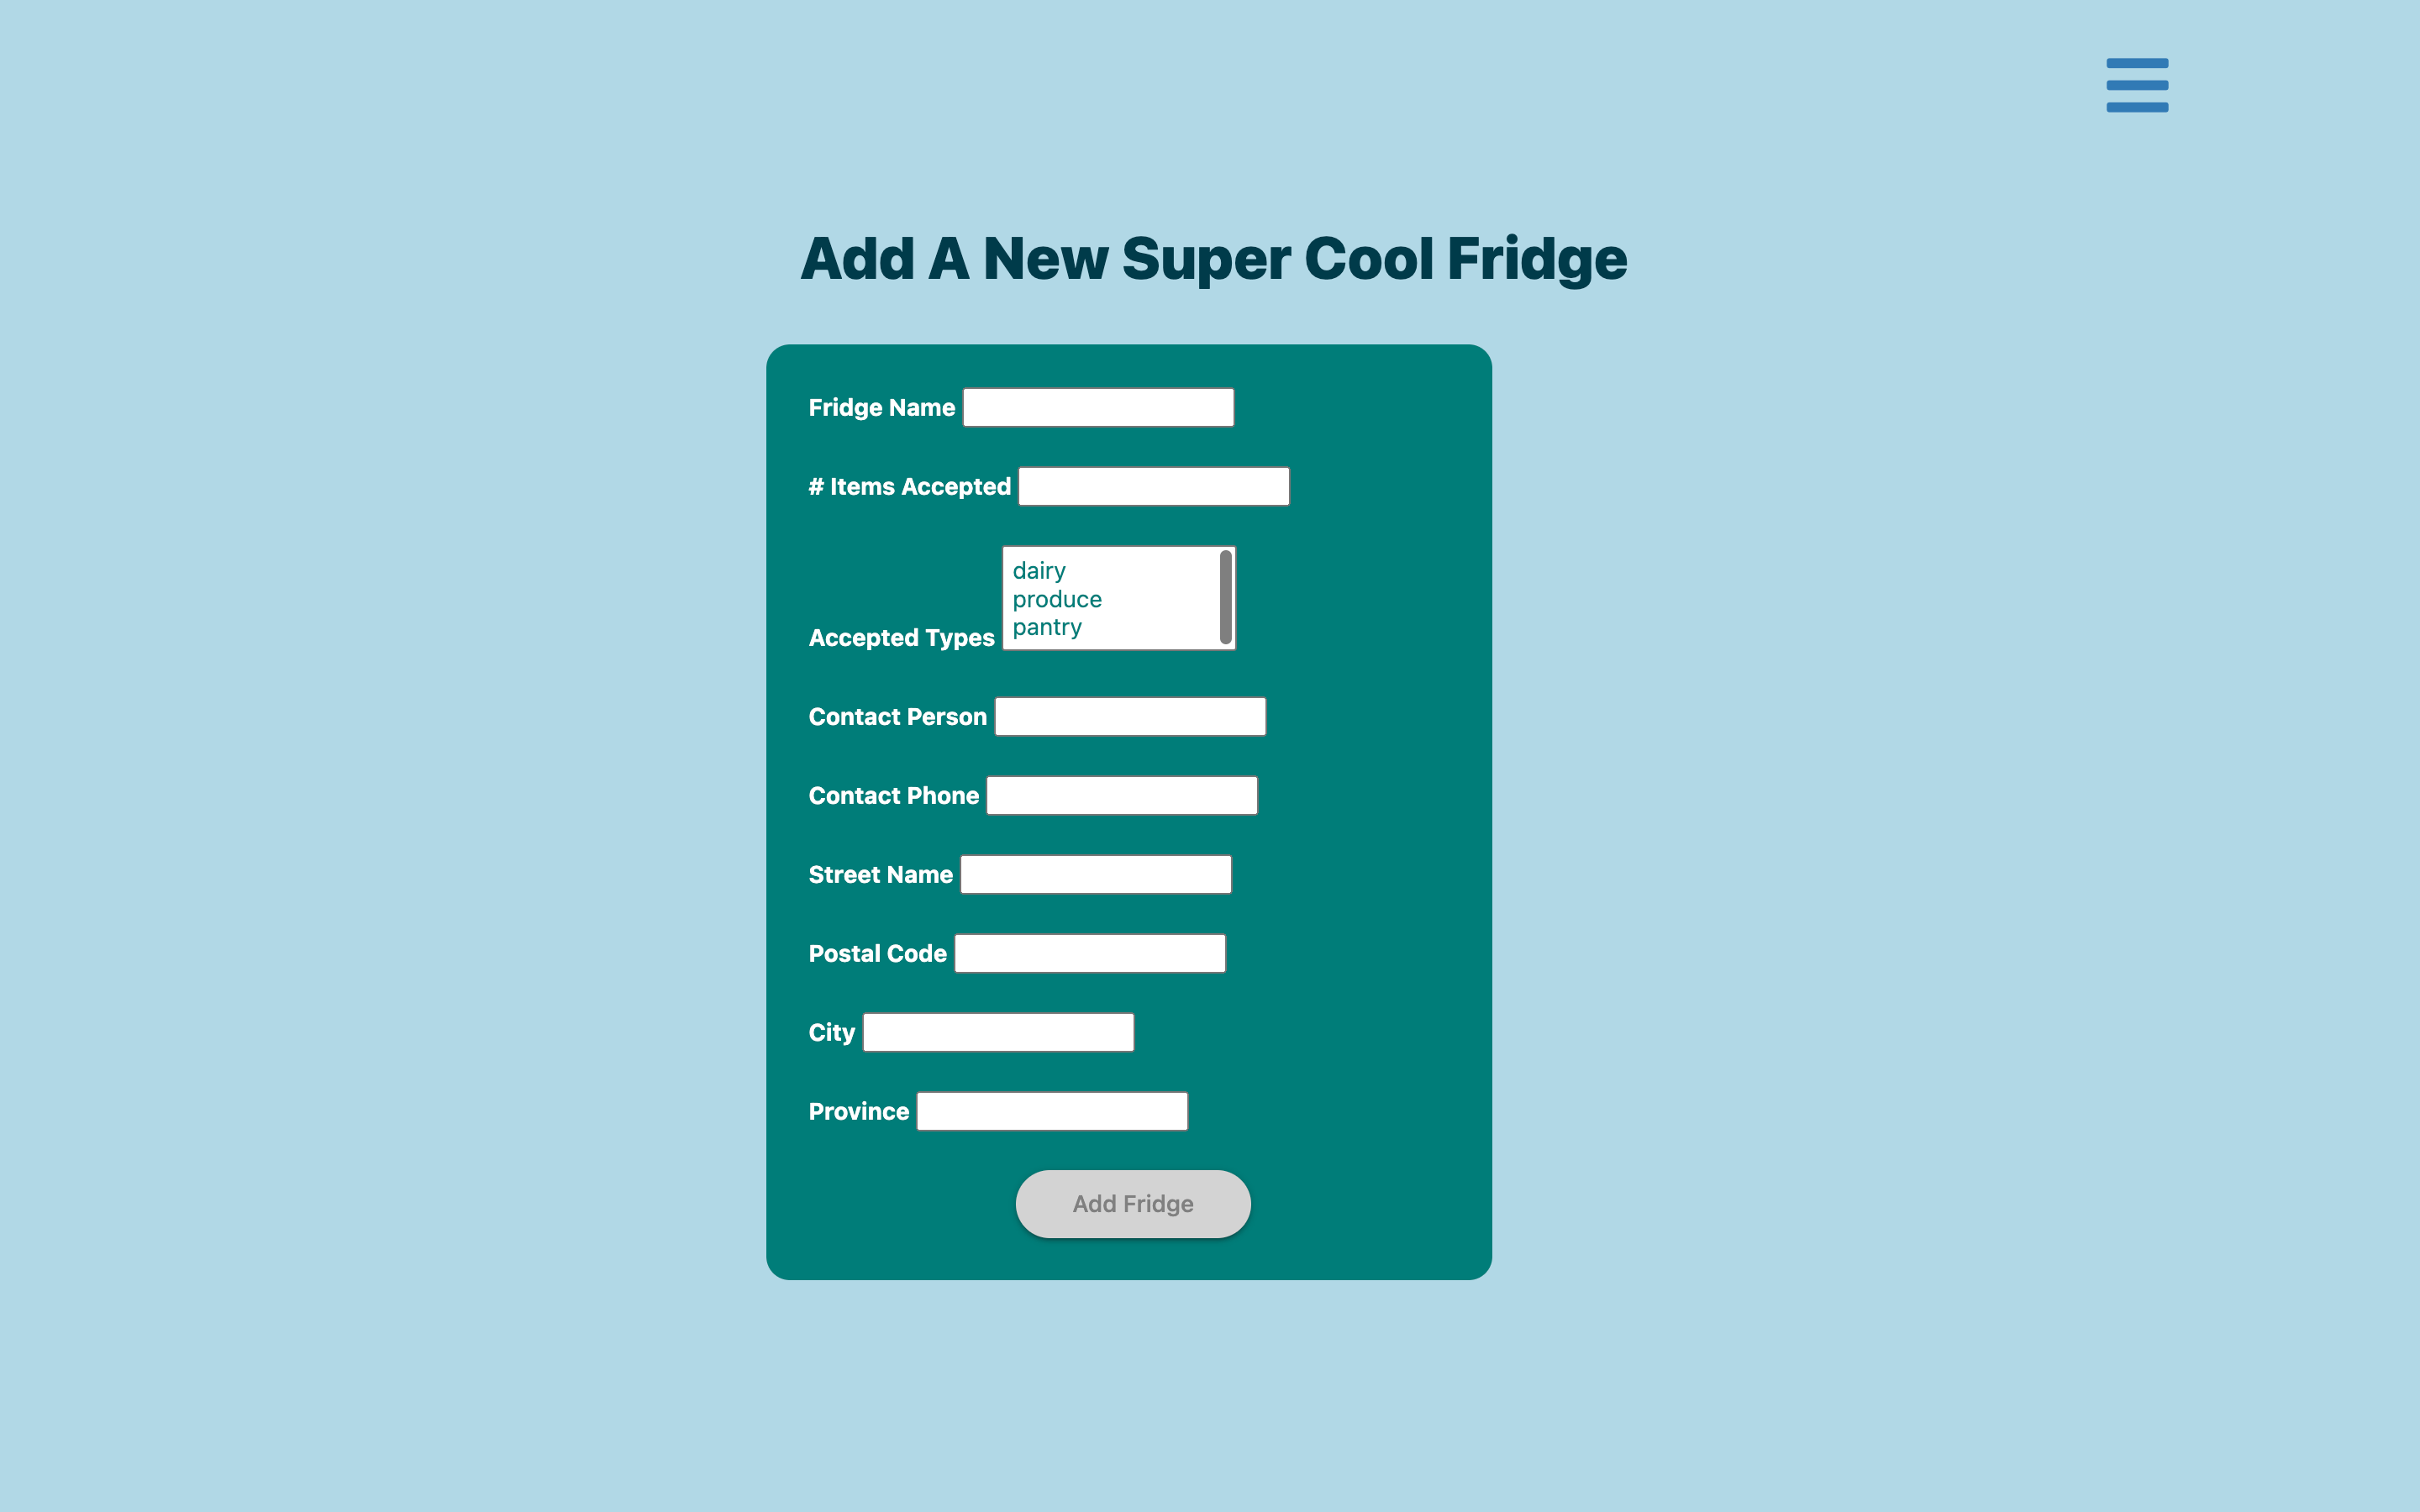 Add A New Super Cool Fridge
Fridge Name
# Items Accepted
dairy
produce
pantry
Accepted Types
Contact Person
Contact Phone
Street Name
Postal Code
City
Province
Add Fridge